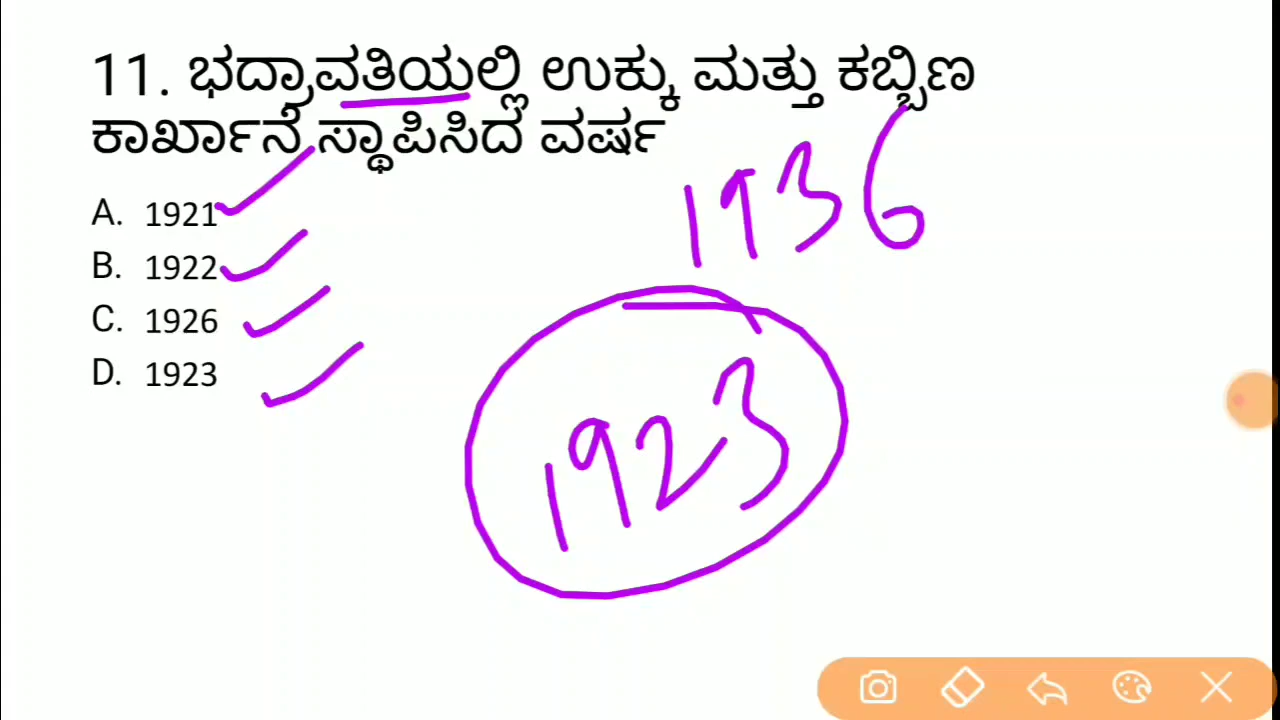 11. ಭದ್ರಾವತಿಯಲ್ಲಿ ಉಕ್ಕು ಮತ್ತು ಕಬ್ಬಿಣ
ಕಾರ್ಖಾನೆ ಸ್ಥಾಪಿಸಿದ ವರ್ಷ
1936
A. 1921
B. 1922
C. 1926
D. 1923
1923